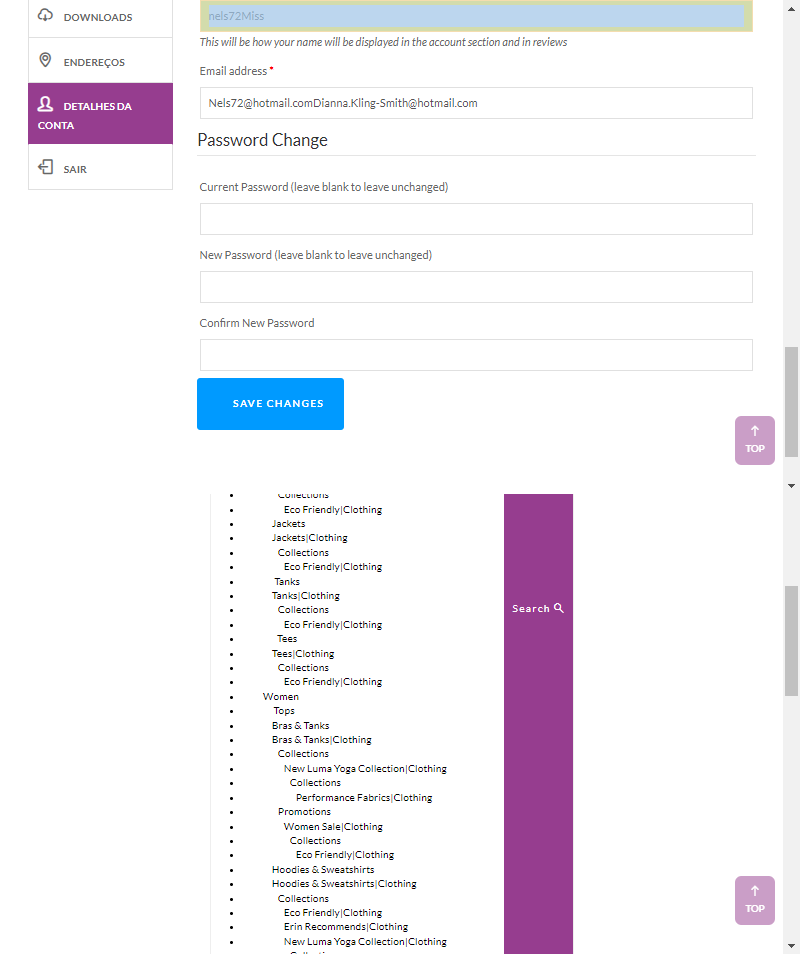 nels72Miss
DOWNLOADS
This will be how your name will be displayed in the account section and in reviews
ENDEREÇOS
Email address *
Nels72@hotmail.comDianna.Kling-Smith@hotmail.com
DETALHES DA
CONTA
Password Change
SAIR
Current Password (leave blank to leave unchanged)
New Password (leave blank to leave unchanged)
Confirm New Password
SAVE CHANGES
TOP
Collections
Eco Friendly|Clothing
Jackets
Jackets|Clothing
Collections
Eco Friendly|Clothing
Tanks
Tanks|Clothing
Collections
Search
Eco Friendly|Clothing
Tees
Tees|Clothing
Collections
Eco Friendly|Clothing
Women
Tops
Bras & Tanks
Bras & Tanks|Clothing
Collections
New Luma Yoga Collection|Clothing
Collections
Performance Fabrics|Clothing
Promotions
Women Sale|Clothing
Collections
Eco Friendly|Clothing
Hoodies & Sweatshirts
Hoodies & Sweatshirts|Clothing
Collections
TOP
Eco Friendly|Clothing
Erin Recommends|Clothing
New Luma Yoga Collection|Clothing